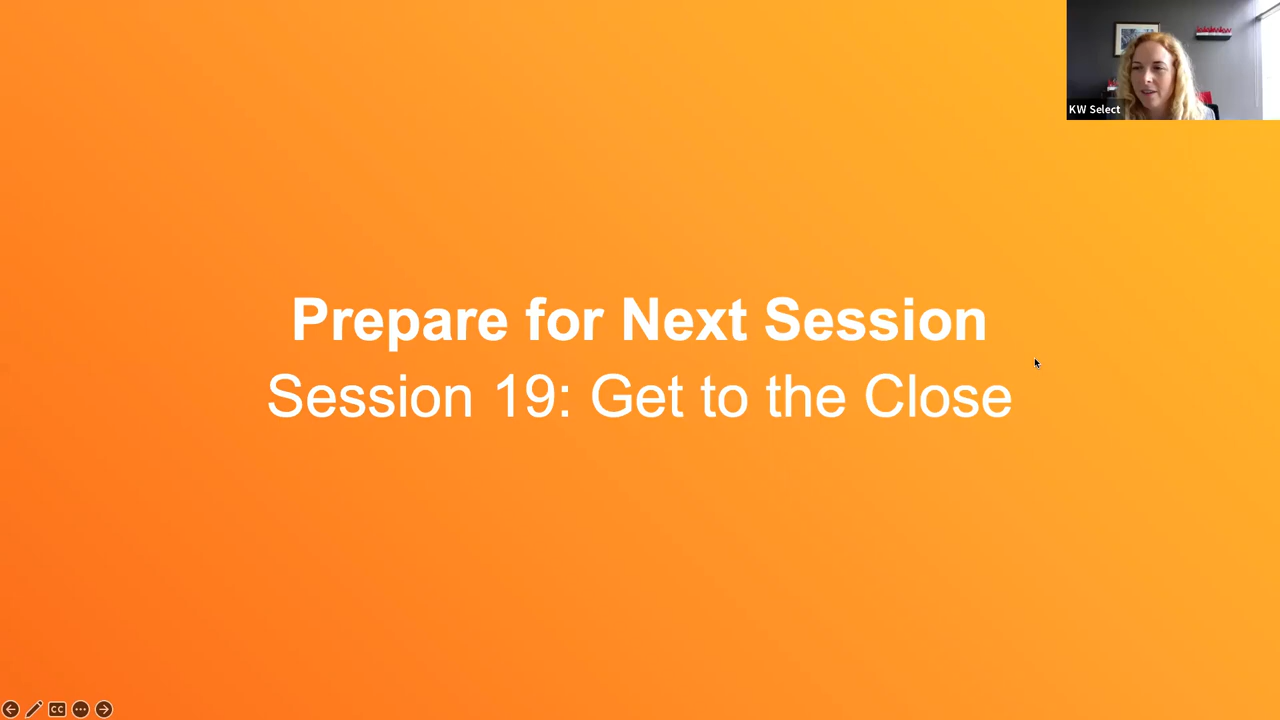 KW Select
Prepare for Next Session
Session 19: Get to the Close
CC